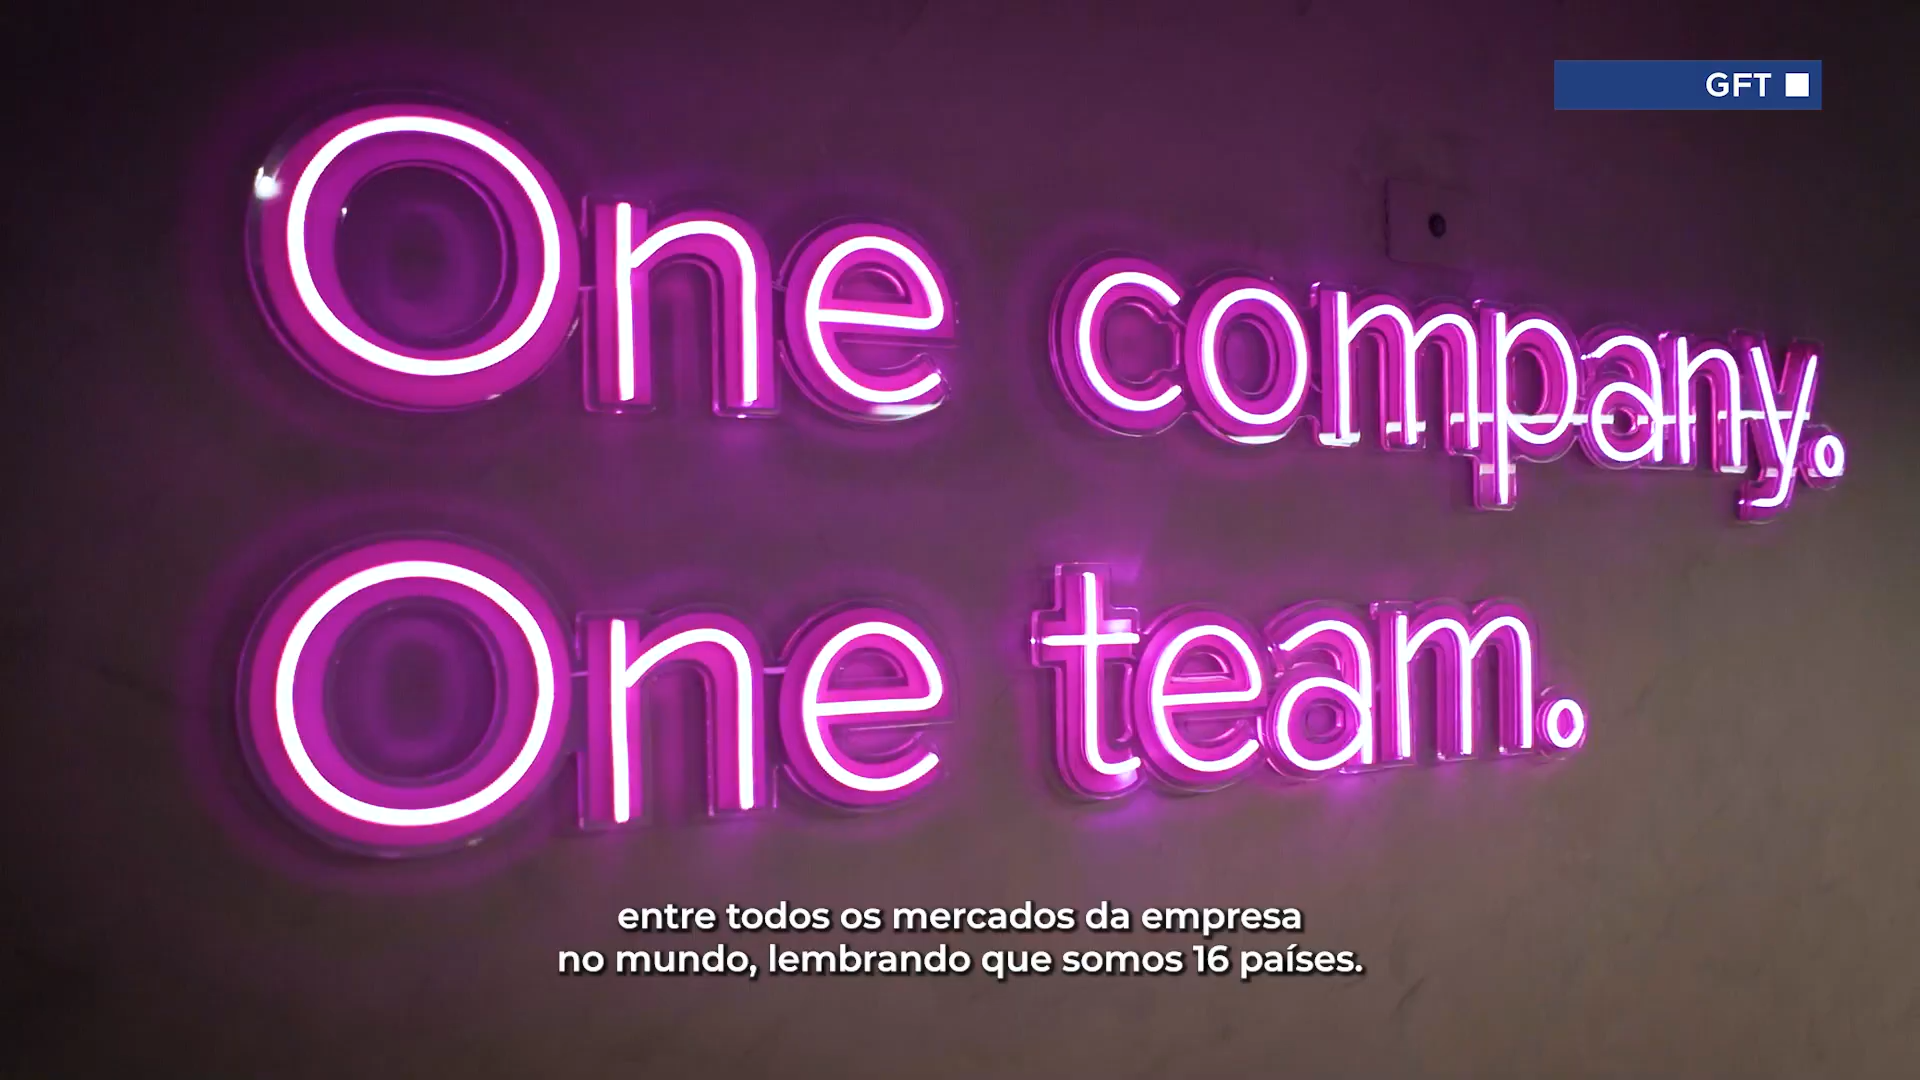 GFT
One company.
One team.
entre todos os mercados da empresa
no mundo, lembrando que somos 16 países.